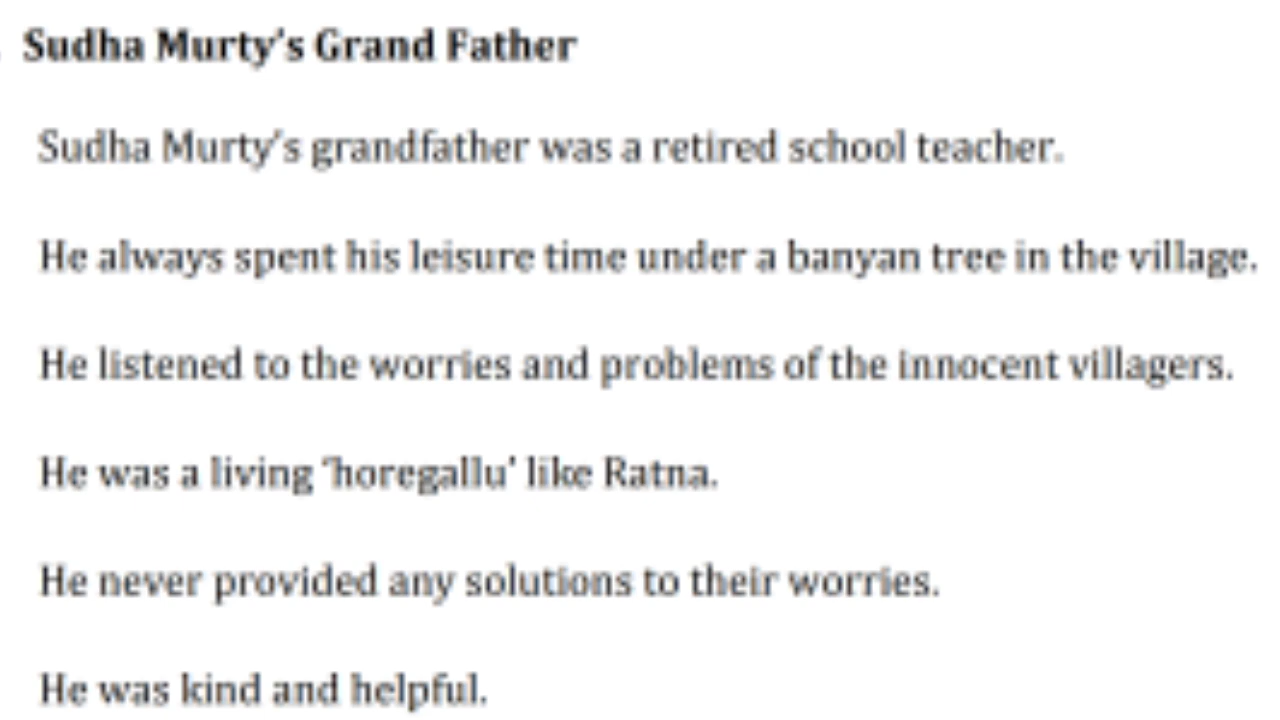 Sudha Murty's Grand Father
Sudha Murty's grandfather was a retired school teacher.
He always spent his leisure time under a banyan tree in the village.
He listened to the worries and problems of the innocent villagers.
He was a living 'horegallu' like Ratna.
He never provided any solutions to their worries.
He was kind and helpful.